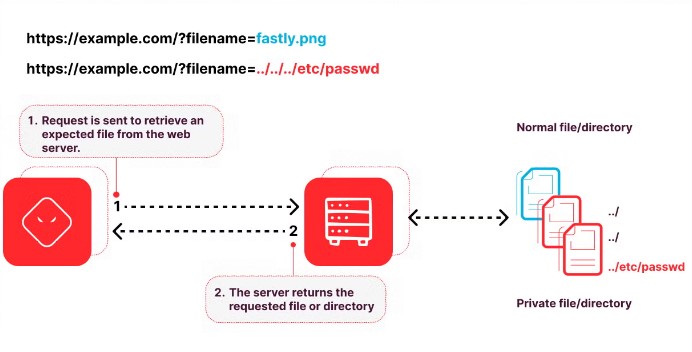 https://example.com/?filename=fastly.png
https://example.com/?filename=../../../etc/passwd
1. Request is sent to retrieve an
expected file from the web
server.
Normal file/directory
1
2
../
../
../etc/passwd
2. The server returns the
requested file or directory
Private file/directory